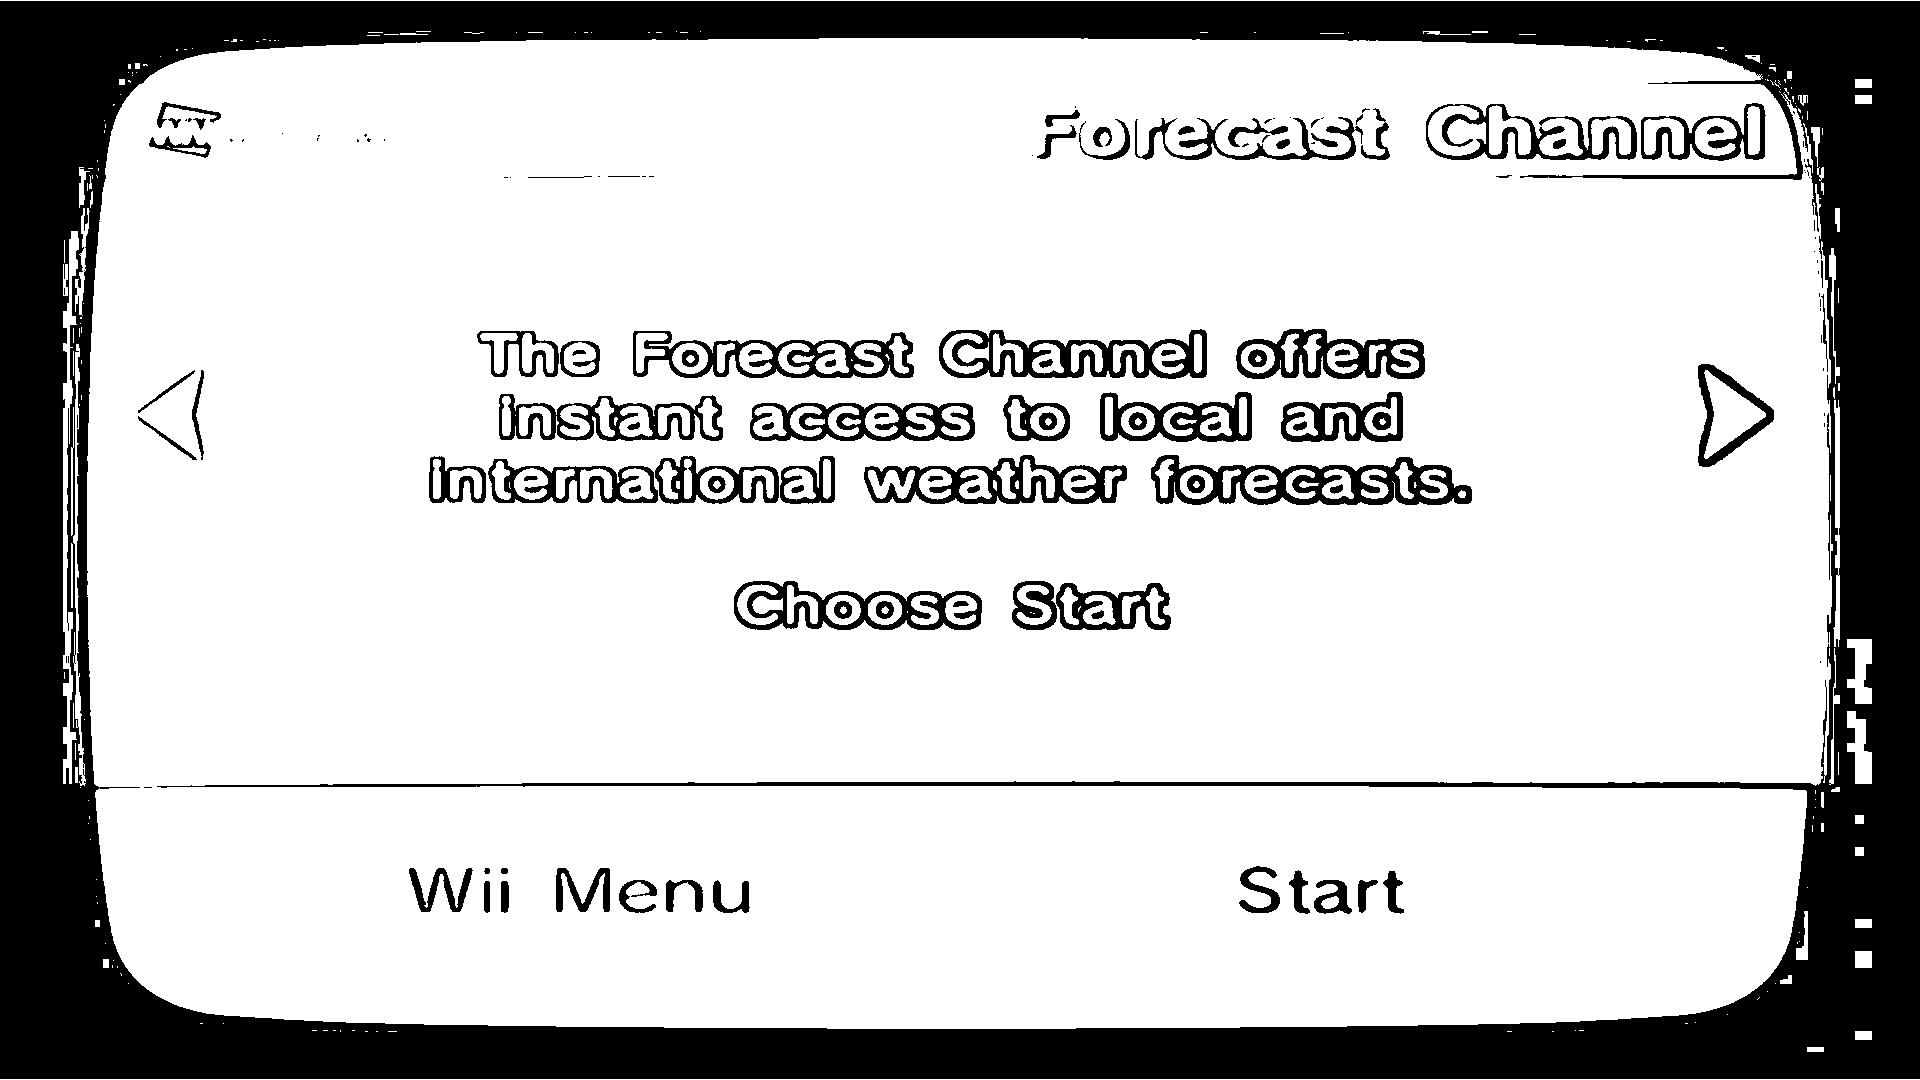 Forecast Channel
The Forecast Channel offers
instant access to local and
international weather forecasts.
Choose Start
Wii Menu
Start